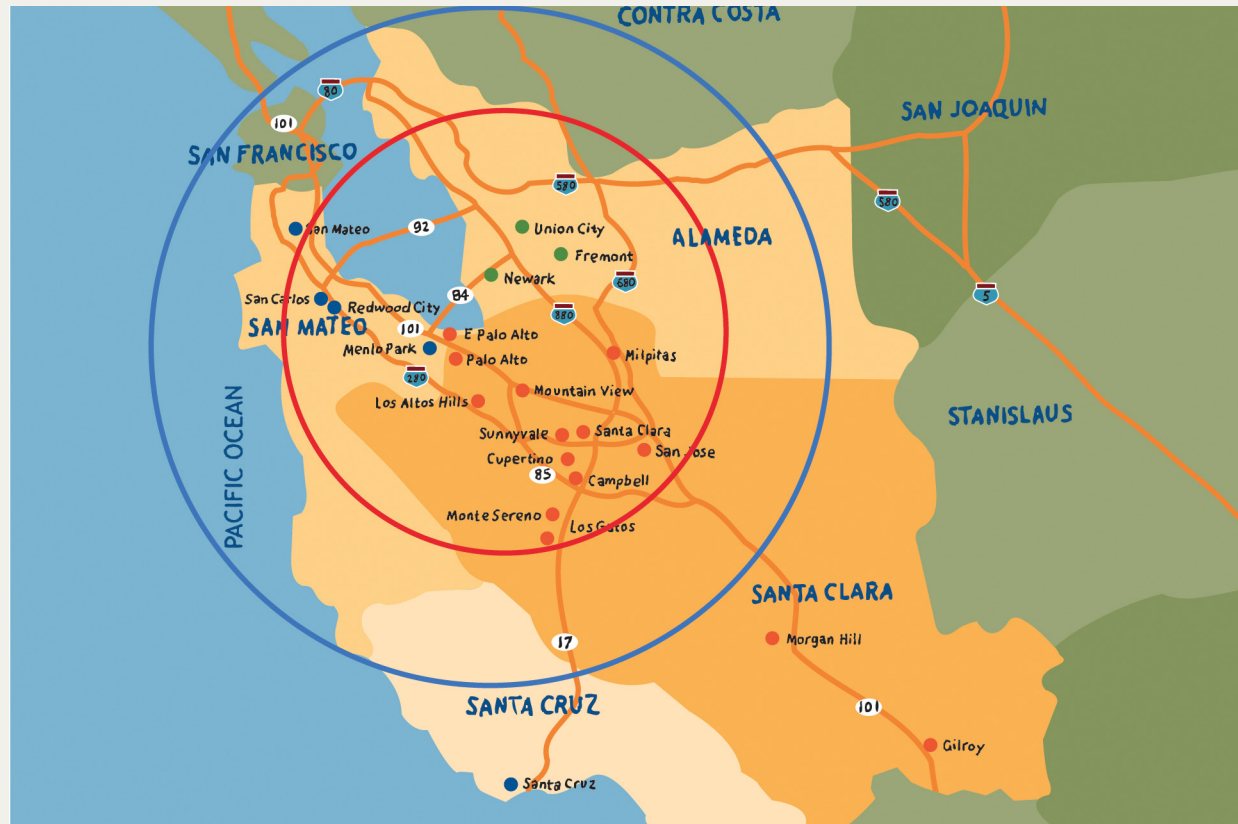 CONTRA COSTA
80
SAN JOAQUIN
101
SAN FRANCISCO
580
580
San Mateo
92
Union City
ALAMEDA
Fremont
Newark
680
84
5
San Carlos
Redwood City
880
SAN MATEO
101
E Palo Alto
Menlo Park
Palo Alto
Milpitas
280
Mountain View
Los Altos Hills
STANISLAUS
Sunnyvale
Santa Clara
San Jose
Cupertino
85
Campbell
PACIFIC OCEAN
Monte Sereno
Los Gatos
SANTA CLARA
17
Morgan Hill
SANTA CRUZ
101
Gilroy
Santa Cruz